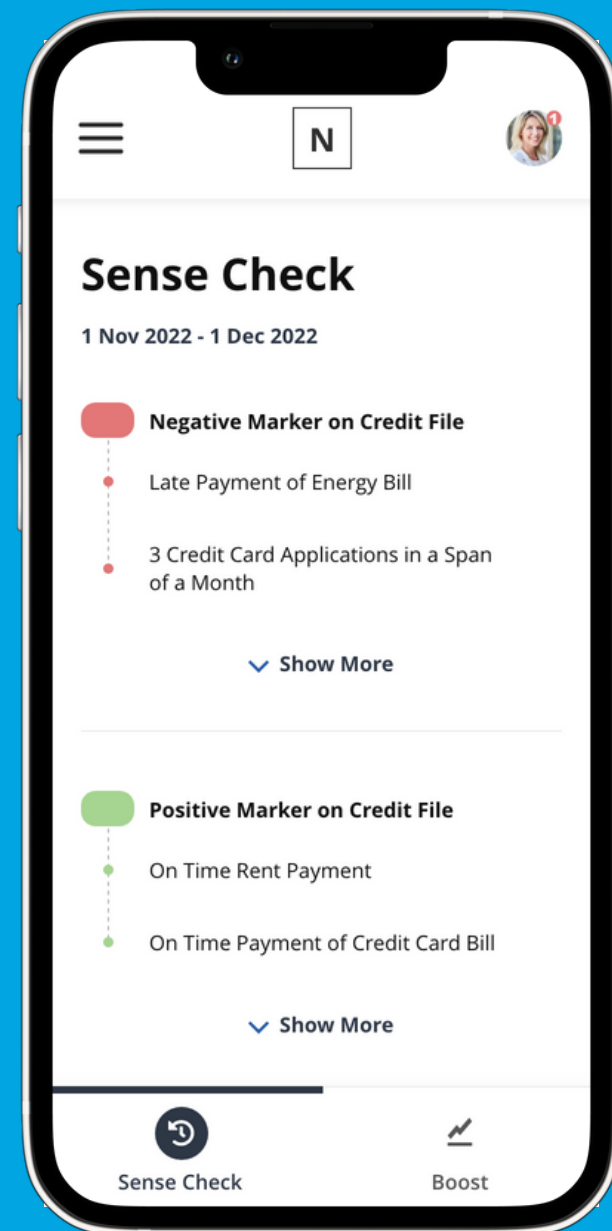 N
1
Sense Check
1 Nov 2022 - 1 Dec 2022
Negative Marker on Credit File
Late Payment of Energy Bill
3 Credit Card Applications in a Span
of a Month
Show More
Positive Marker on Credit File
On Time Rent Payment
On Time Payment of Credit Card Bill
Show More
Sense Check
Boost